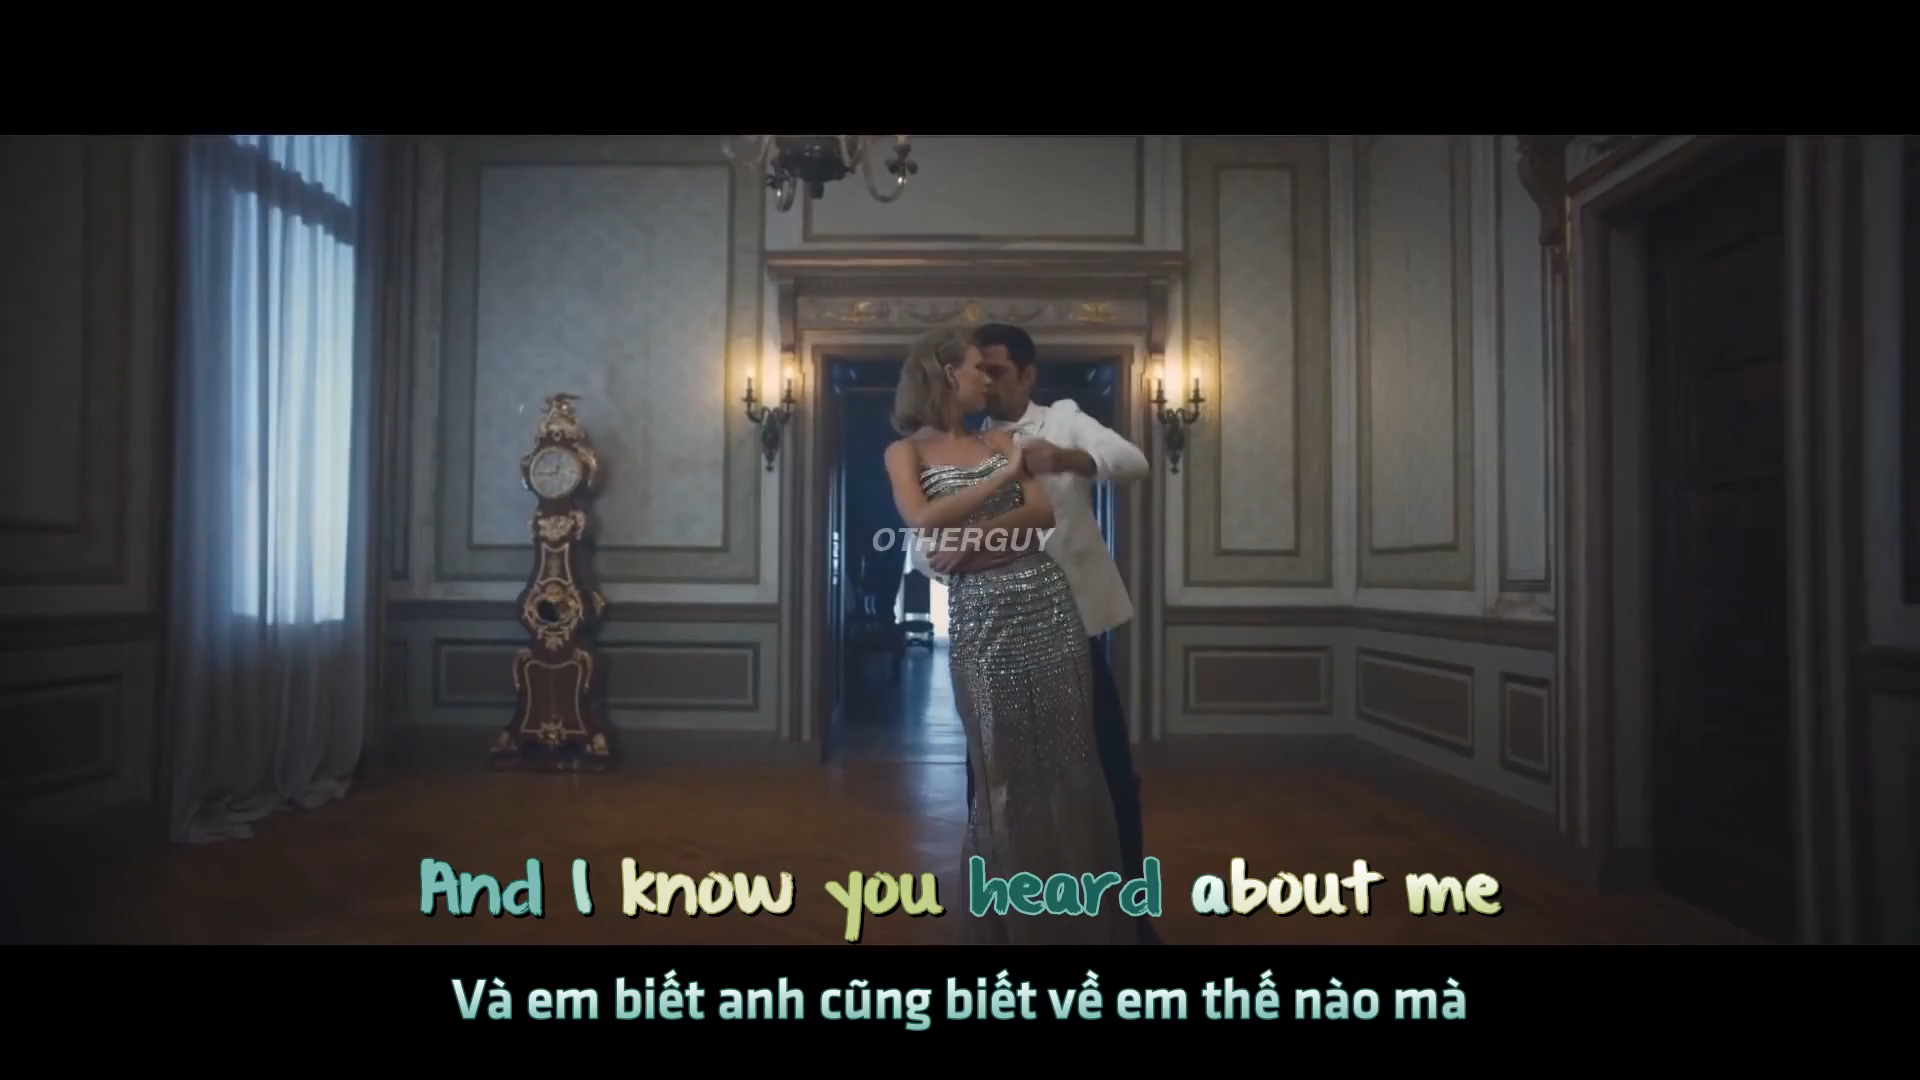 OTHERGUY
And I know you heard about me
Và em biết anh cũng biết về em thế nào mà